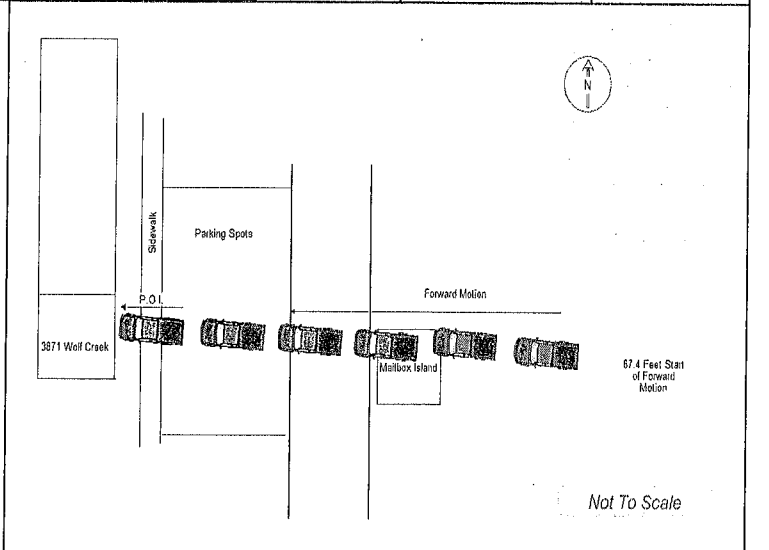 N
Sidewalk
Parking Spots
P.O.I.
Forward Motion
3871 Wolf Creek
Mailbox Island
67.4 Feet Start
of Forward
Motion
Not To Scale